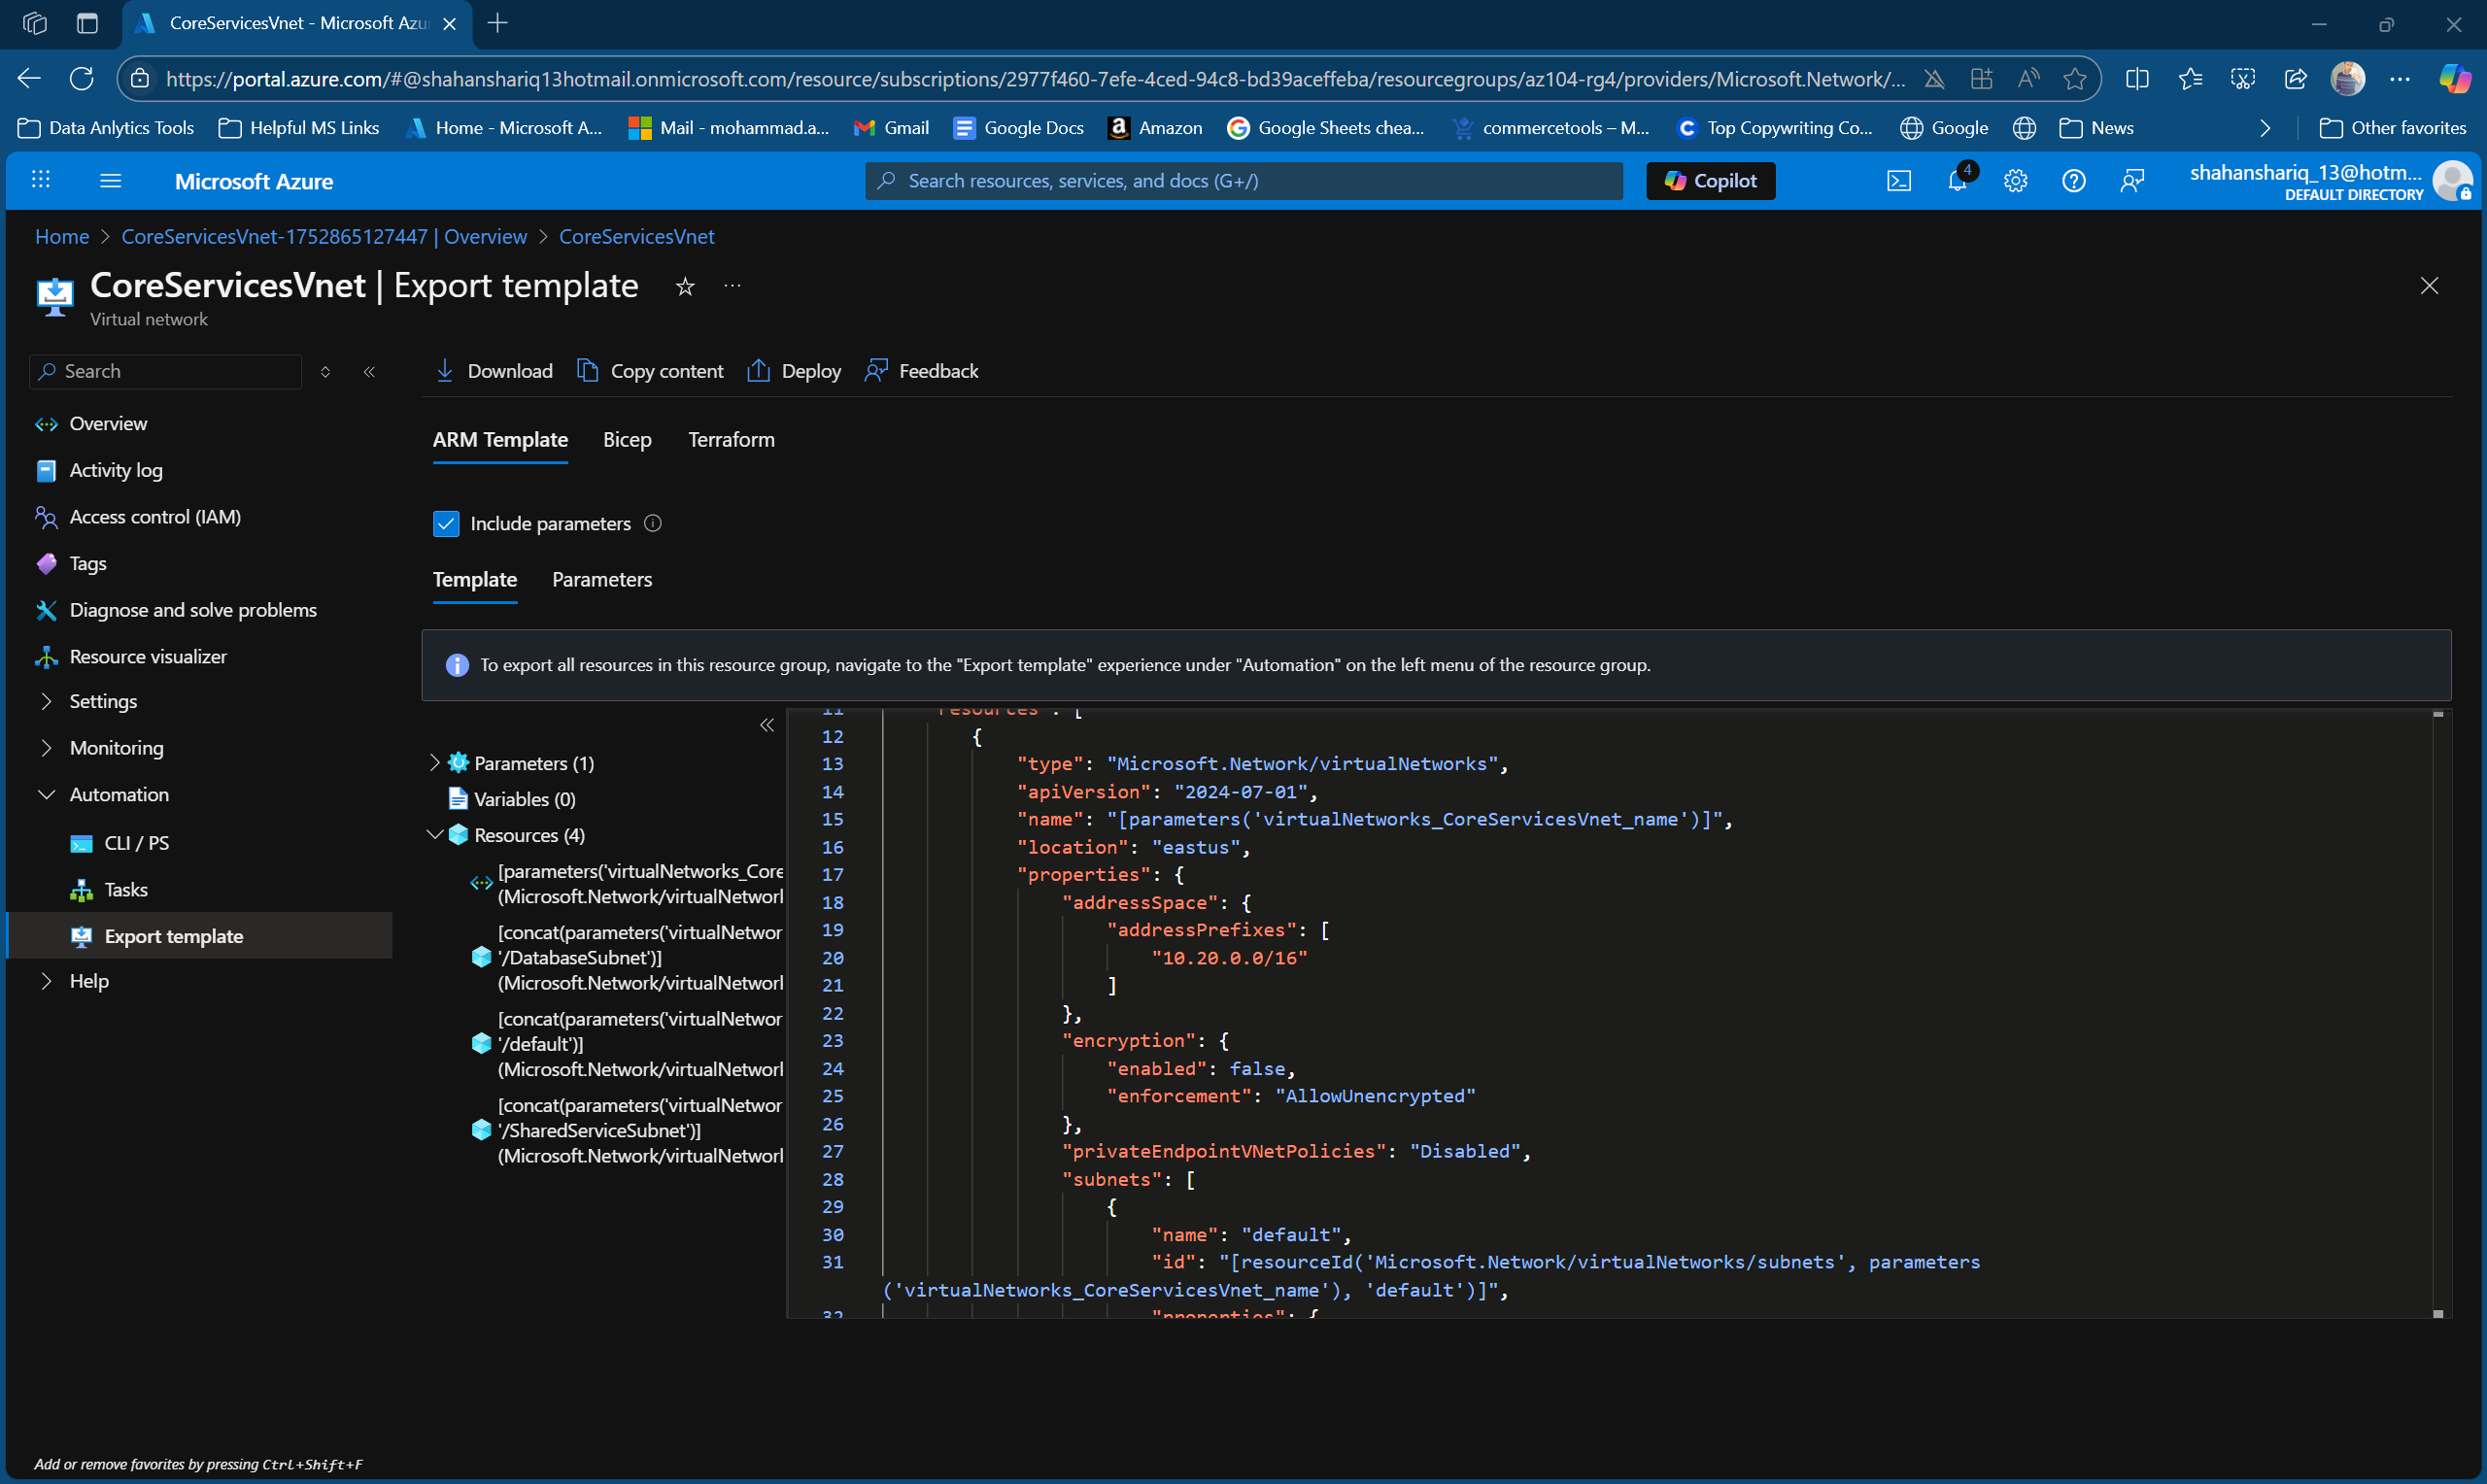 CoreServicesVnet - Microsoft Azu
https://portal.azure.com/#@shahanshariq13hotmail.onmicrosoft.com/resource/subscriptions/2977f460-7efe-4ced-94c8-bd39aceffeba/resourcegroups/az104-rg4/providers/Microsoft.Network/...
Data Anlytics Tools
Helpful MS Links
Home - Microsoft A...
Mail - mohammad.a...
Gmail
Google Docs
Amazon
Google Sheets chea...
commercetools – M...
Top Copywriting Co...
Google
News
Other favorites
Microsoft Azure
Search resources, services, and docs (G+/)
Copilot
4
shahanshariq_13@hotm...
DEFAULT DIRECTORY
Home > CoreServicesVnet-1752865127447 | Overview > CoreServicesVnet
CoreServicesVnet | Export template
Virtual network
Search
Overview
Activity log
Access control (IAM)
Tags
Diagnose and solve problems
Resource visualizer
Settings
Monitoring
Automation
CLI / PS
Tasks
Export template
Help
Download
Copy content
Deploy
Feedback
ARM Template
Bicep
Terraform
Include parameters
Template
Parameters
To export all resources in this resource group, navigate to the "Export template" experience under "Automation" on the left menu of the resource group.
Parameters (1)
Variables (0)
Resources (4)
[parameters('virtualNetworks_Core
(Microsoft.Network/virtualNetworl
[concat(parameters('virtualNetwor
'/DatabaseSubnet')]
(Microsoft.Network/virtualNetworl
[concat(parameters('virtualNetwor
'/default')]
(Microsoft.Network/virtualNetworl
[concat(parameters('virtualNetwor
'/SharedServiceSubnet')]
(Microsoft.Network/virtualNetworl
11 "resources": [
12 {
13 "type": "Microsoft.Network/virtualNetworks",
14 "apiVersion": "2024-07-01",
15 "name": "[parameters('virtualNetworks_CoreServicesVnet_name')]",
16 "location": "eastus",
17 "properties": {
18 "addressSpace": {
19 "addressPrefixes": [
20 "10.20.0.0/16"
21 ]
22 },
23 "encryption": {
24 "enabled": false,
25 "enforcement": "AllowUnencrypted"
26 },
27 "privateEndpointVNetPolicies": "Disabled",
28 "subnets": [
29 {
30 "name": "default",
31 "id": "[resourceId('Microsoft.Network/virtualNetworks/subnets', parameters
('virtualNetworks_CoreServicesVnet_name'), 'default')]",
32 "properties": {
Add or remove favorites by pressing Ctrl+Shift+F